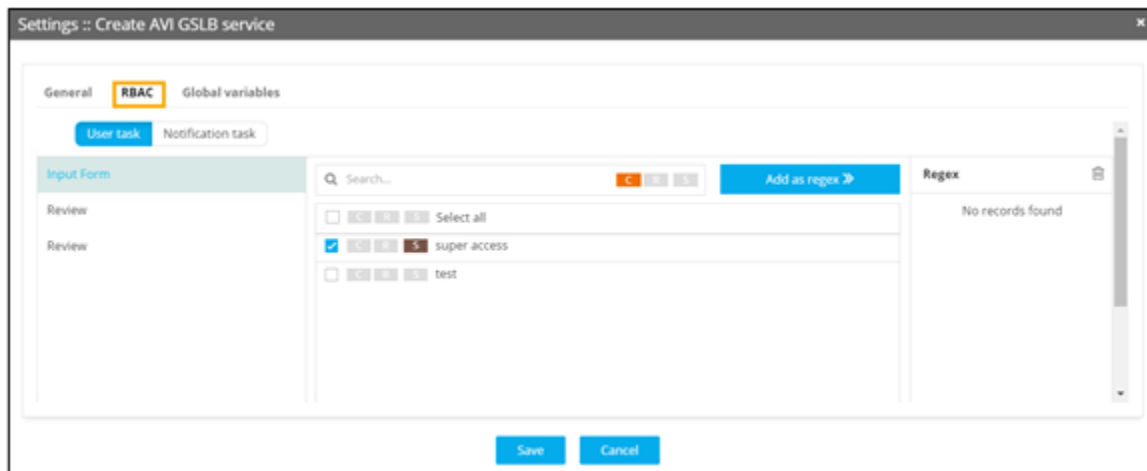 Settings :: Create AVI GSLB service ×
General RBAC Global variables
User task Notification task
Input Form
Review
Review
Search... C R S Add as regex »
C R S Select all
C R S super access
C R S test
Regex
No records found
Save Cancel